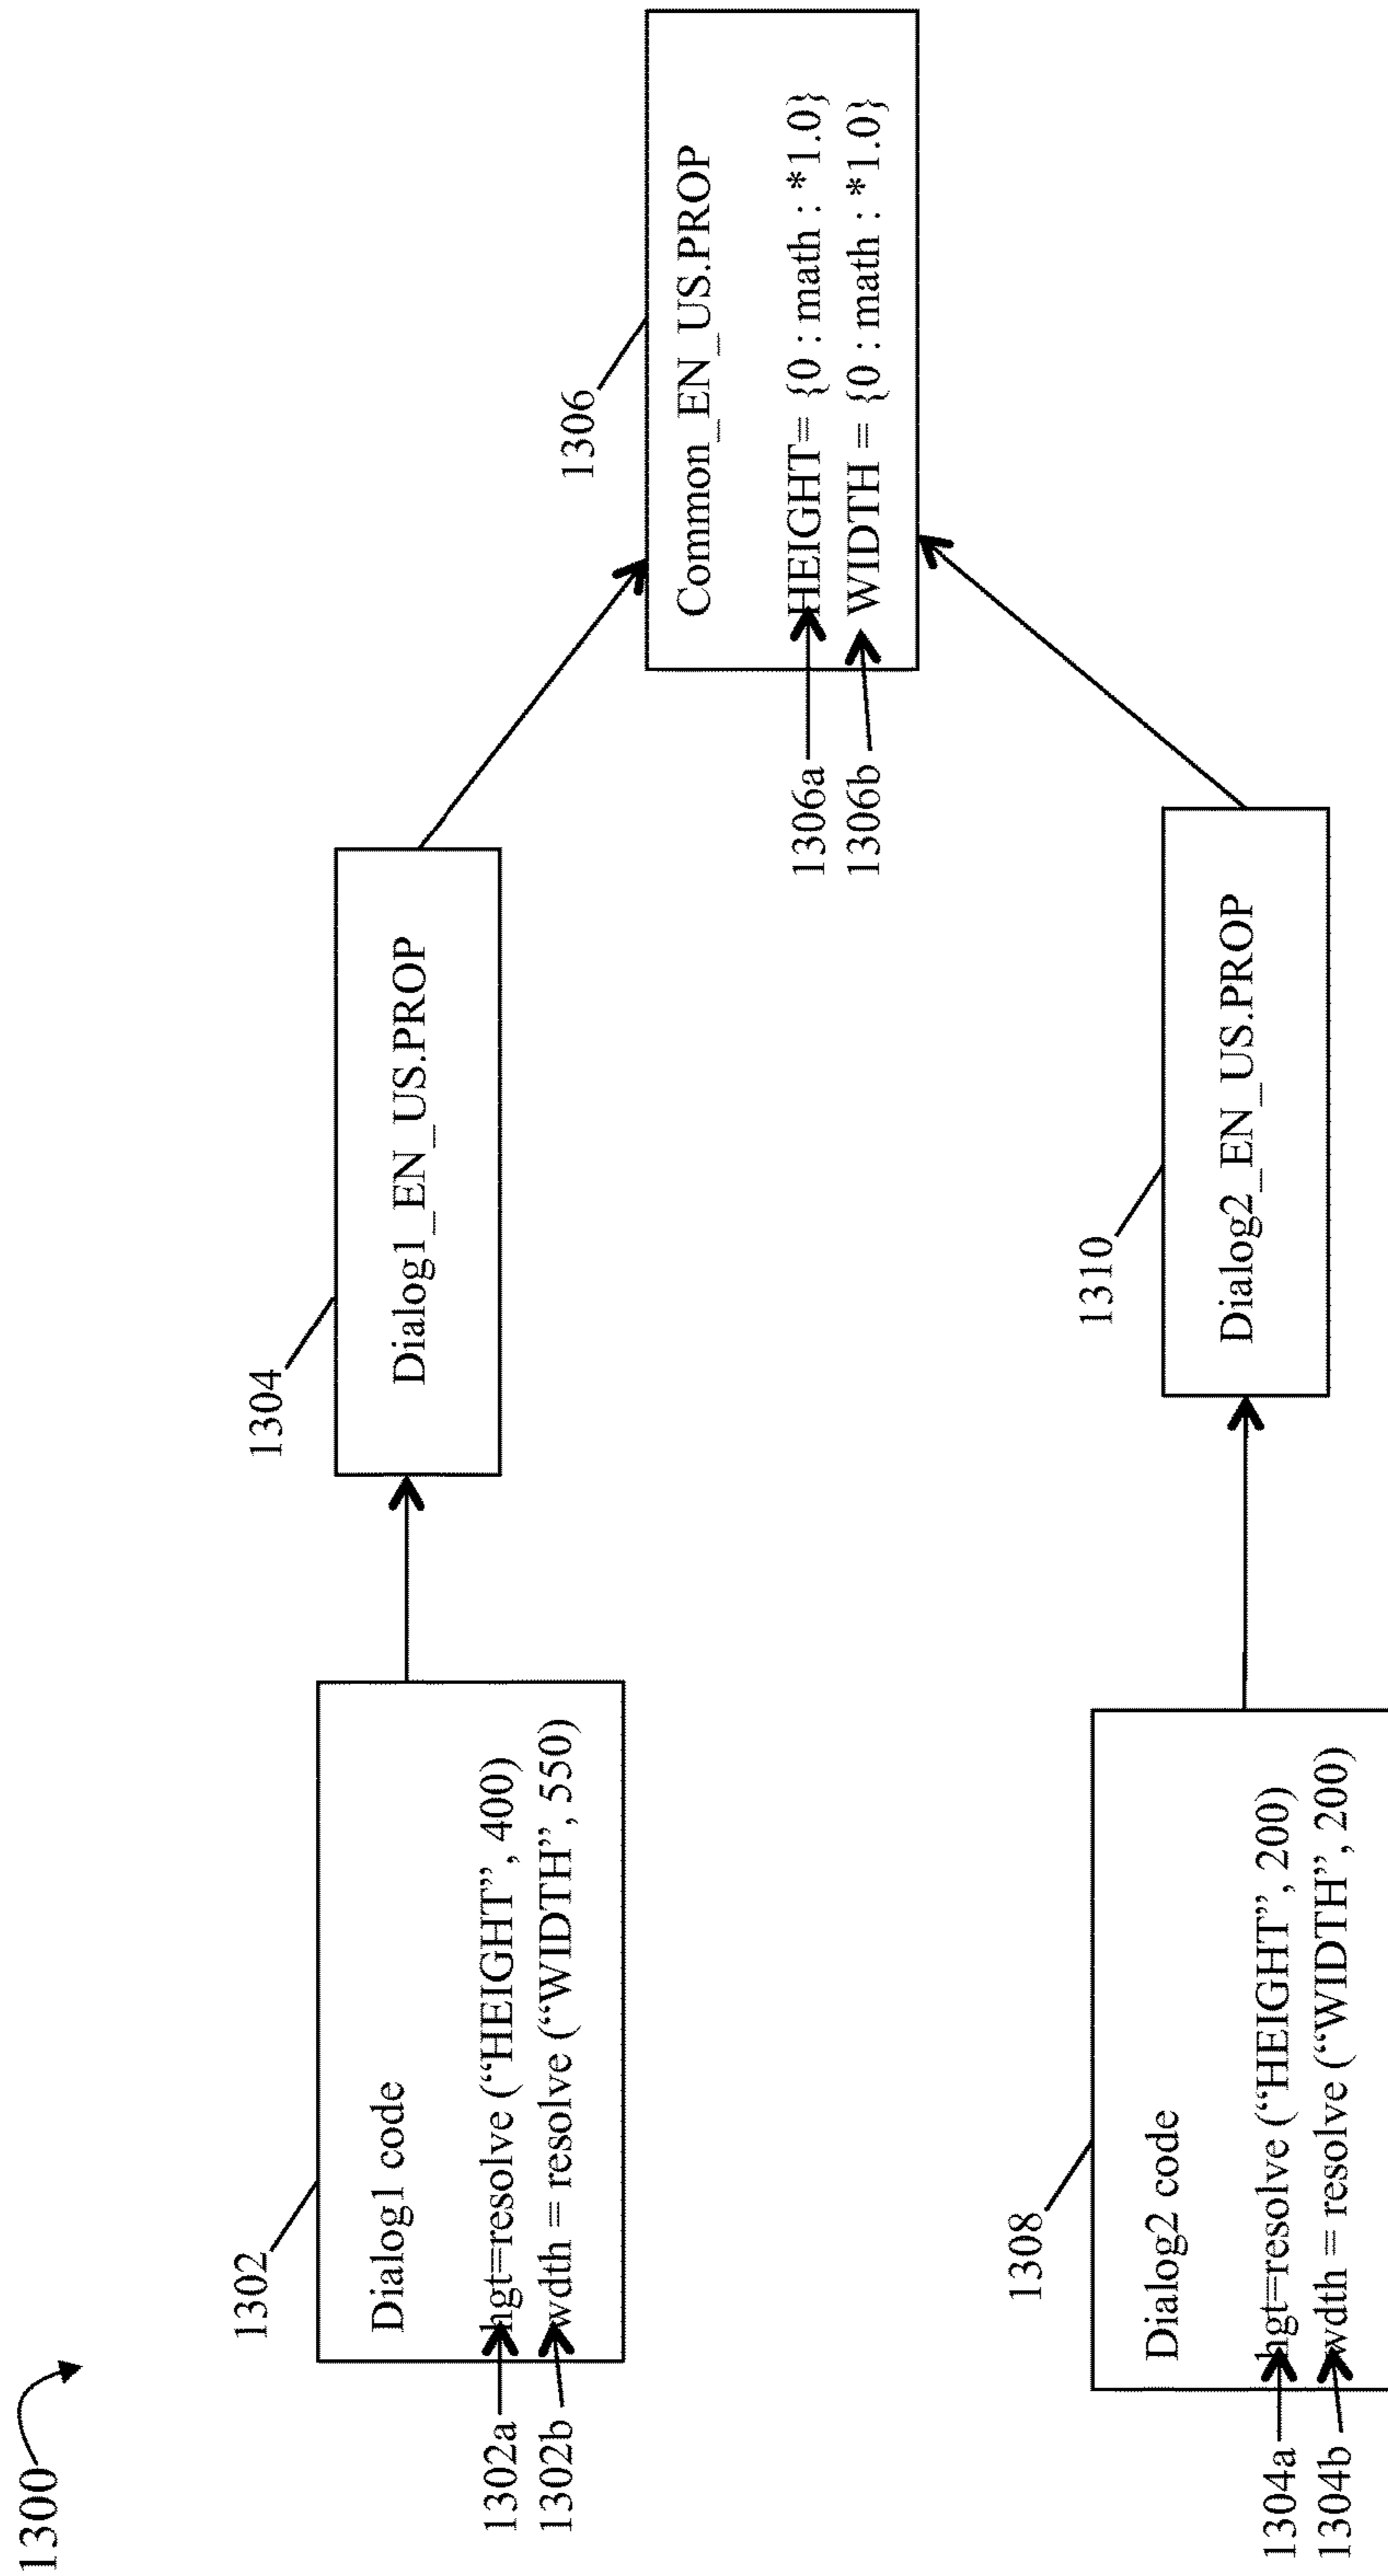 1300
1302
Dialog1 code
1302a
hgt=resolve (“HEIGHT”, 400)
1302b
wdth = resolve (“WIDTH”, 550)
1304
Dialog1_EN_US.PROP
1306
Common_EN_US.PROP
1306a
HEIGHT= {0 : math : *1.0}
1306b
WIDTH = {0 : math : *1.0}
1308
Dialog2 code
1304a
hgt=resolve (“HEIGHT”, 200)
1304b
wdth = resolve (“WIDTH”, 200)
1310
Dialog2_EN_US.PROP